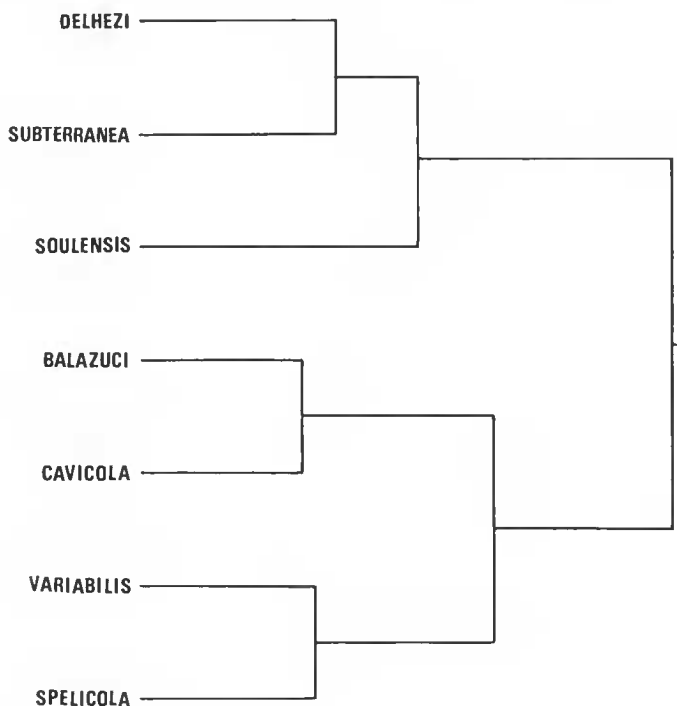 DELHEZI
SUBTERRANEA
SOULENSIS
BALAZUCI
CAVICOLA
VARIABILIS
SPELICOLA